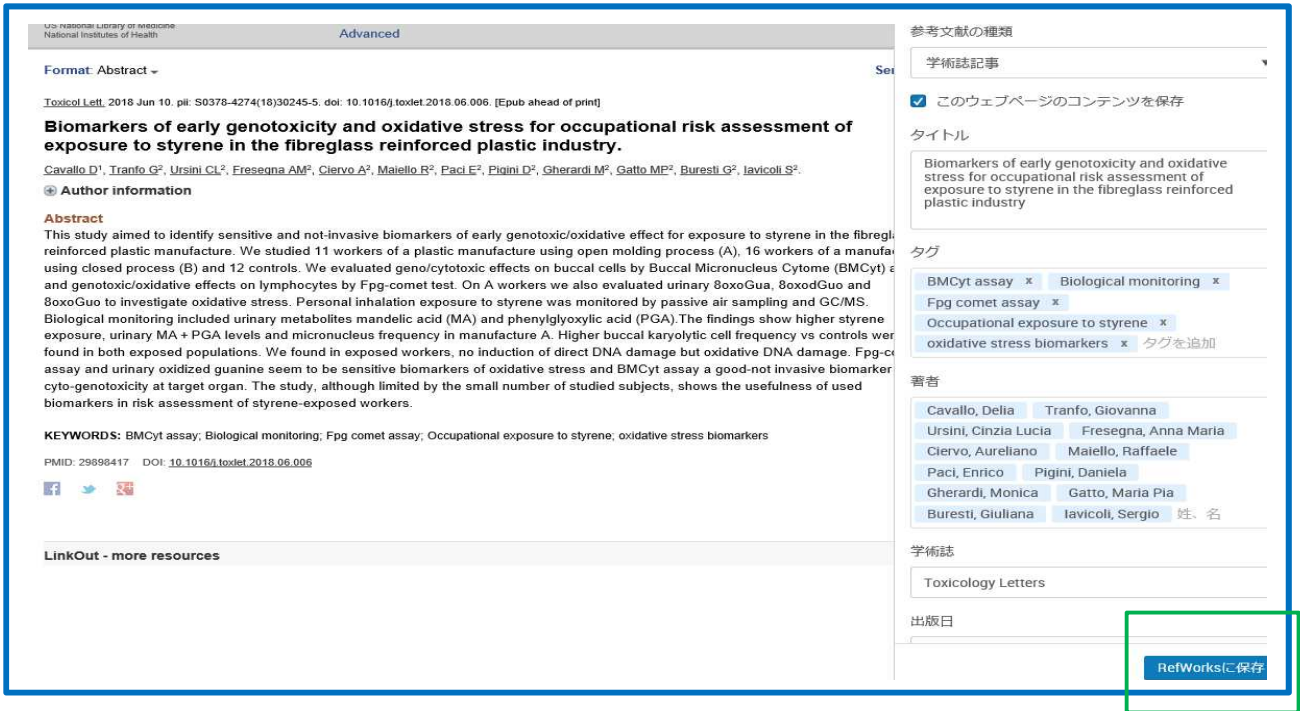 US National Library of Medicine
National Institutes of Health
Advanced
Format: Abstract
Toxicol Lett. 2018 Jun 10. pii: S0378-4274(18)30245-5. doi: 10.1016/j.toxlet.2018.06.006. [Epub ahead of print]
Biomarkers of early genotoxicity and oxidative stress for occupational risk assessment of
exposure to styrene in the fibreglass reinforced plastic industry.
Cavallo D1, Tranfo G2, Ursini CL2, Fresegna AM2, Ciervo A2, Maiello R2, Paci E2, Pigini D2, Gherardi M2, Gatto MP2, Buresti G2, Iavicoli S2.
Author information
Abstract
This study aimed to identify sensitive and not-invasive biomarkers of early genotoxic/oxidative effect for exposure to styrene in the
reinforced plastic manufacture. We studied 11 workers of a plastic manufacture using open molding process (A), 16 workers of a
using closed process (B) and 12 controls. We evaluated geno/cytotoxic effects on buccal cells by Buccal Micronucleus Cytome (BMCyt)
and genotoxic/oxidative effects on lymphocytes by Fpg-comet test. On A workers we also evaluated urinary 8oxoGua, 8oxodGuo and
8oxoGuo to investigate oxidative stress. Personal inhalation exposure to styrene was monitored by passive air sampling and GC/MS.
Biological monitoring included urinary metabolites mandelic acid (MA) and phenylglyoxylic acid (PGA).The findings show higher styrene
exposure, urinary MA + PGA levels and micronucleus frequency in manufacture A. Higher buccal karyolytic cell frequency vs controls
found in both exposed populations. We found in exposed workers, no induction of direct DNA damage but oxidative DNA damage.
assay and urinary oxidized guanine seem to be sensitive biomarkers of oxidative stress and BMCyt assay a good-not invasive biomarker
cyto-genotoxicity at target organ. The study, although limited by the small number of studied subjects, shows the usefulness of used
biomarkers in risk assessment of styrene-exposed workers.
KEYWORDS: BMCyt assay; Biological monitoring; Fpg comet assay; Occupational exposure to styrene; oxidative stress biomarkers
PMID: 29898417 DOI: 10.1016/j.toxlet.2018.06.006
LinkOut - more resources
参考文献の種類
学術誌記事
このウェブページのコンテンツを保存
タイトル
Biomarkers of early genotoxicity and oxidative
stress for occupational risk assessment of
exposure to styrene in the fibreglass reinforced
plastic industry
タグ
BMCyt assay x Biological monitoring x
Fpg comet assay x
Occupational exposure to styrene x
oxidative stress biomarkers x タグを追加
著者
Cavallo, Delia Tranfo, Giovanna
Ursini, Cinzia Lucia Fresegna, Anna Maria
Ciervo, Aureliano Maiello, Raffaele
Paci, Enrico Pigini, Daniela
Gherardi, Monica Gatto, Maria Pia
Buresti, Giuliana Iavicoli, Sergio 姓、名
学術誌
Toxicology Letters
出版日
RefWorksに保存